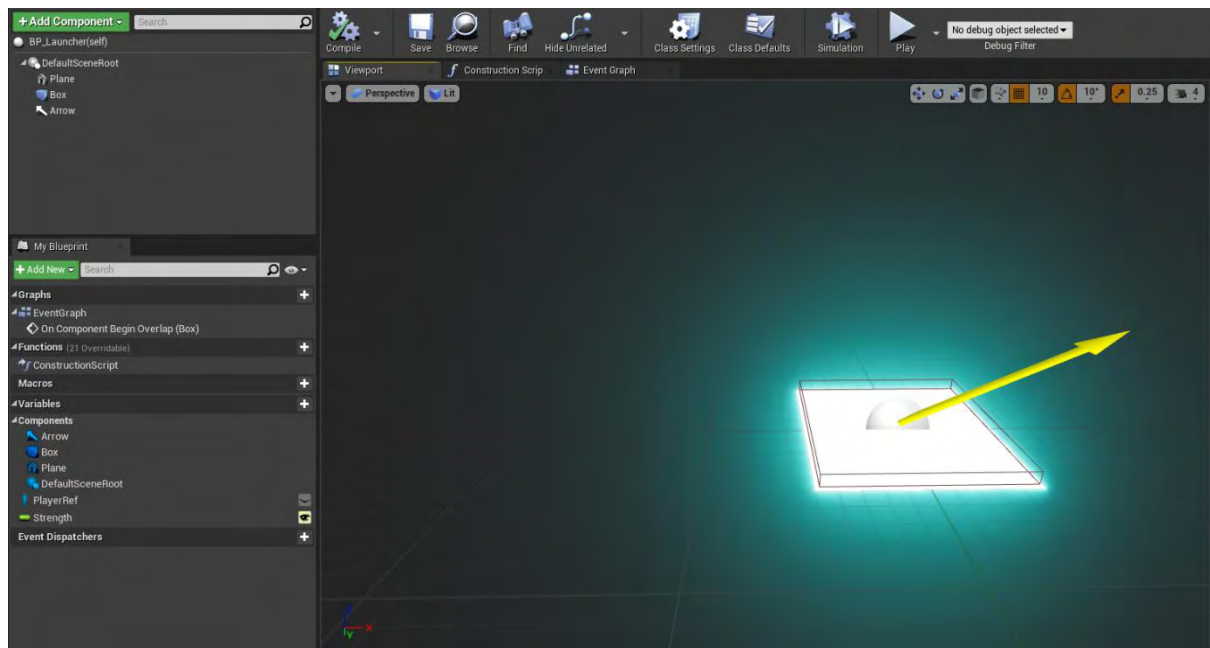 +Add Component
Search
BP_Launcher(self)
DefaultSceneRoot
Plane
Box
Arrow
My Blueprint
+Add New
Search
Graphs
EventGraph
On Component Begin Overlap (Box)
Functions (21 Overridable)
ConstructionScript
Macros
Variables
Components
Arrow
Box
Plane
DefaultSceneRoot
PlayerRef
Strength
Event Dispatchers
Compile
Save
Browse
Find
Hide Unrelated
Class Settings
Class Defaults
Simulation
Play
No debug object selected
Debug Filter
Viewport
Construction Scrip
Event Graph
Perspective
Lit
10
10°
0.25
4
X
Y